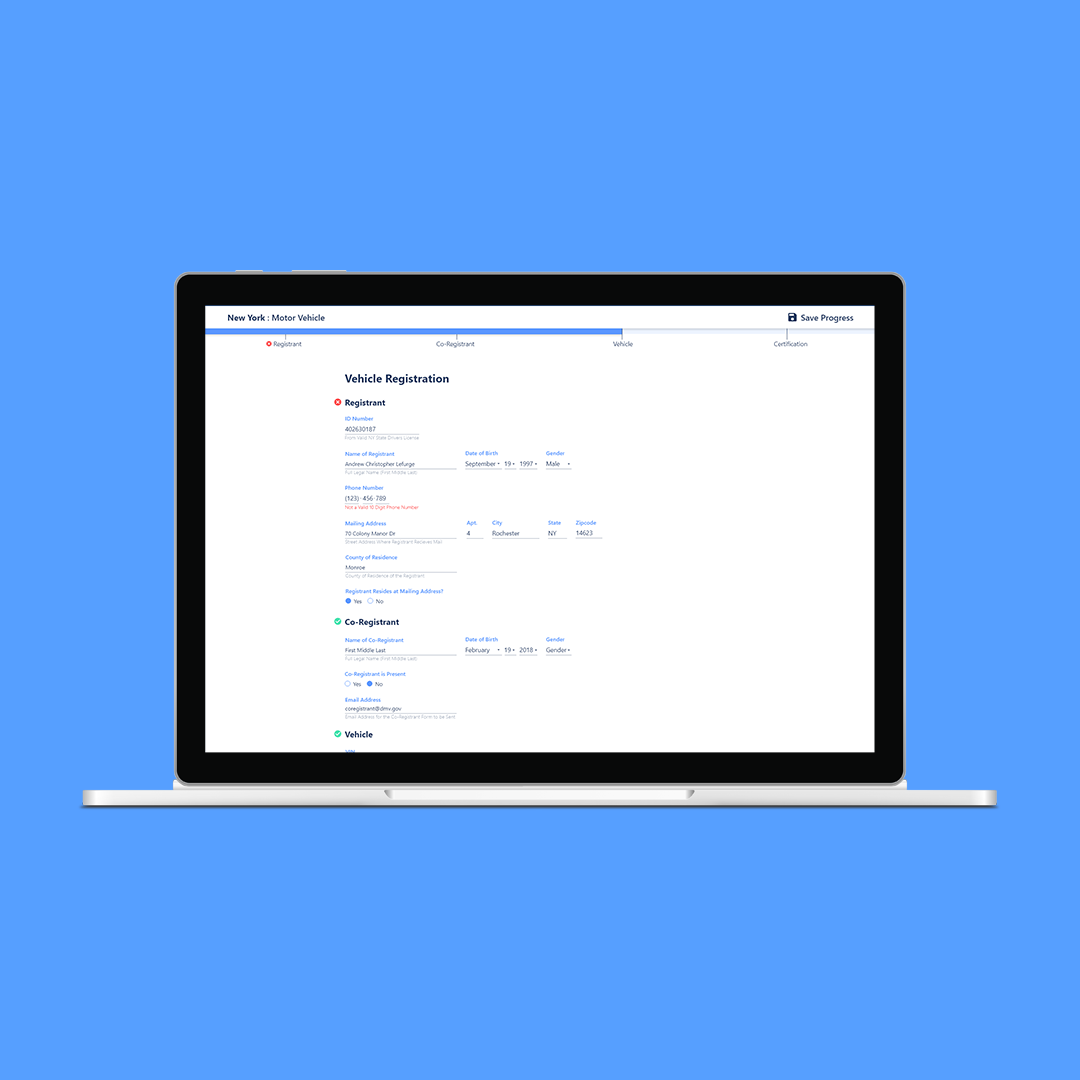 New York : Motor Vehicle
Save Progress
Registrant Co-Registrant Vehicle Certification
Vehicle Registration
Registrant
ID Number
402630187
From Valid NY State Drivers License
Name of Registrant Date of Birth Gender
Andrew Christopher Lefurge September 19 1997 Male
Full Legal Name (First Middle Last)
Phone Number
(123) - 456 - 789
Not a Valid 10 Digit Phone Number
Mailing Address Apt. City State Zipcode
70 Colony Manor Dr 4 Rochester NY 14623
Street Address Where Registrant Recieves Mail
County of Residence
Monroe
County of Residence of the Registrant
Registrant Resides at Mailing Address?
Yes No
Co-Registrant
Name of Co-Registrant Date of Birth Gender
First Middle Last February 19 2018 Gender
Full Legal Name (First Middle Last)
Co-Registrant is Present
Yes No
Email Address
coregistrant@dmv.gov
Email Address for the Co-Registrant Form to be Sent
Vehicle